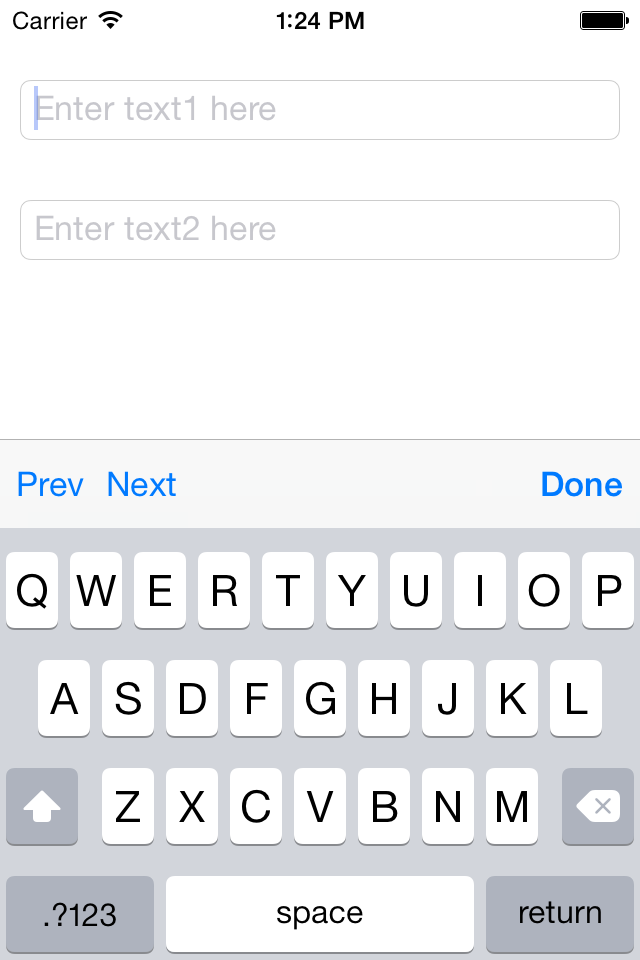 Carrier 1:24 PM
Enter text1 here
Enter text2 here
Prev Next Done
Q W E R T Y U I O P
A S D F G H J K L
Z X C V B N M
.?123 space return